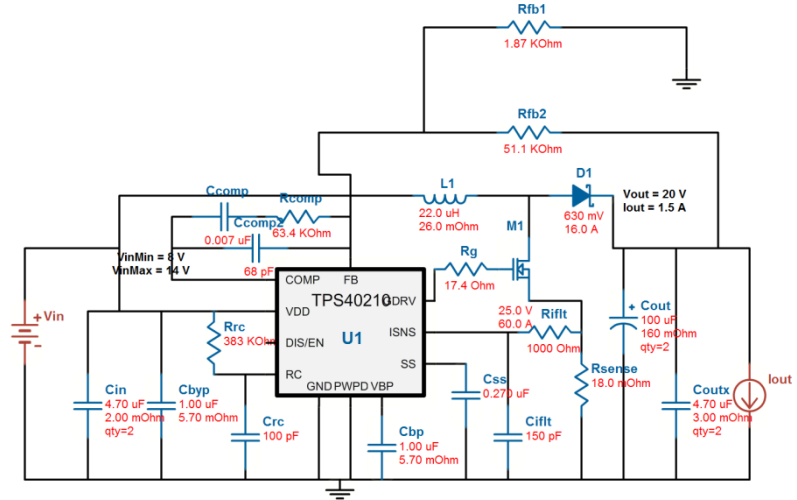 Rfb1
1.87 KOhm
Rfb2
51.1 KOhm
L1
22.0 uH
26.0 mOhm
D1
630 mV
16.0 A
Vout = 20 V
Iout = 1.5 A
Ccomp
0.007 uF
Rcomp
63.4 KOhm
Ccomp2
68 pF
M1
25.0 V
60.0 A
Rg
17.4 Ohm
VinMin = 8 V
VinMax = 14 V
+ Vin
-
COMP
FB
TPS40210
GDRV
VDD
U1
ISNS
DIS/EN
SS
RC
GND PWPD VBP
Rrc
383 KOhm
Riflt
1000 Ohm
Rsense
18.0 mOhm
+
Cout
100 uF
160 mOhm
qty=2
Iout
Cin
4.70 uF
2.00 mOhm
qty=2
Cbyp
1.00 uF
5.70 mOhm
Crc
100 pF
Cbp
1.00 uF
5.70 mOhm
Css
0.270 uF
Ciflt
150 pF
Coutx
4.70 uF
3.00 mOhm
qty=2